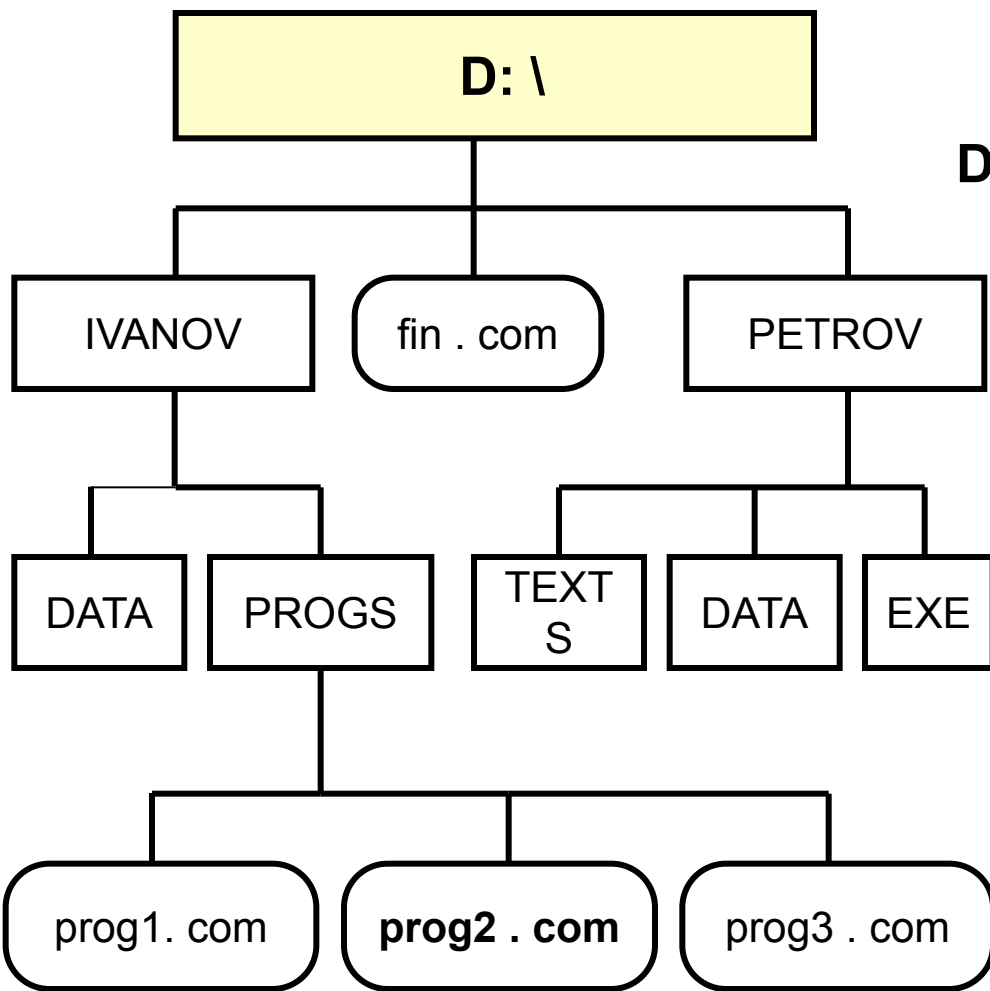 D: \
D
IVANOV
fin . com
PETROV
DATA
PROGS
TEXT
S
DATA
EXE
prog1. com
prog2 . com
prog3 . com